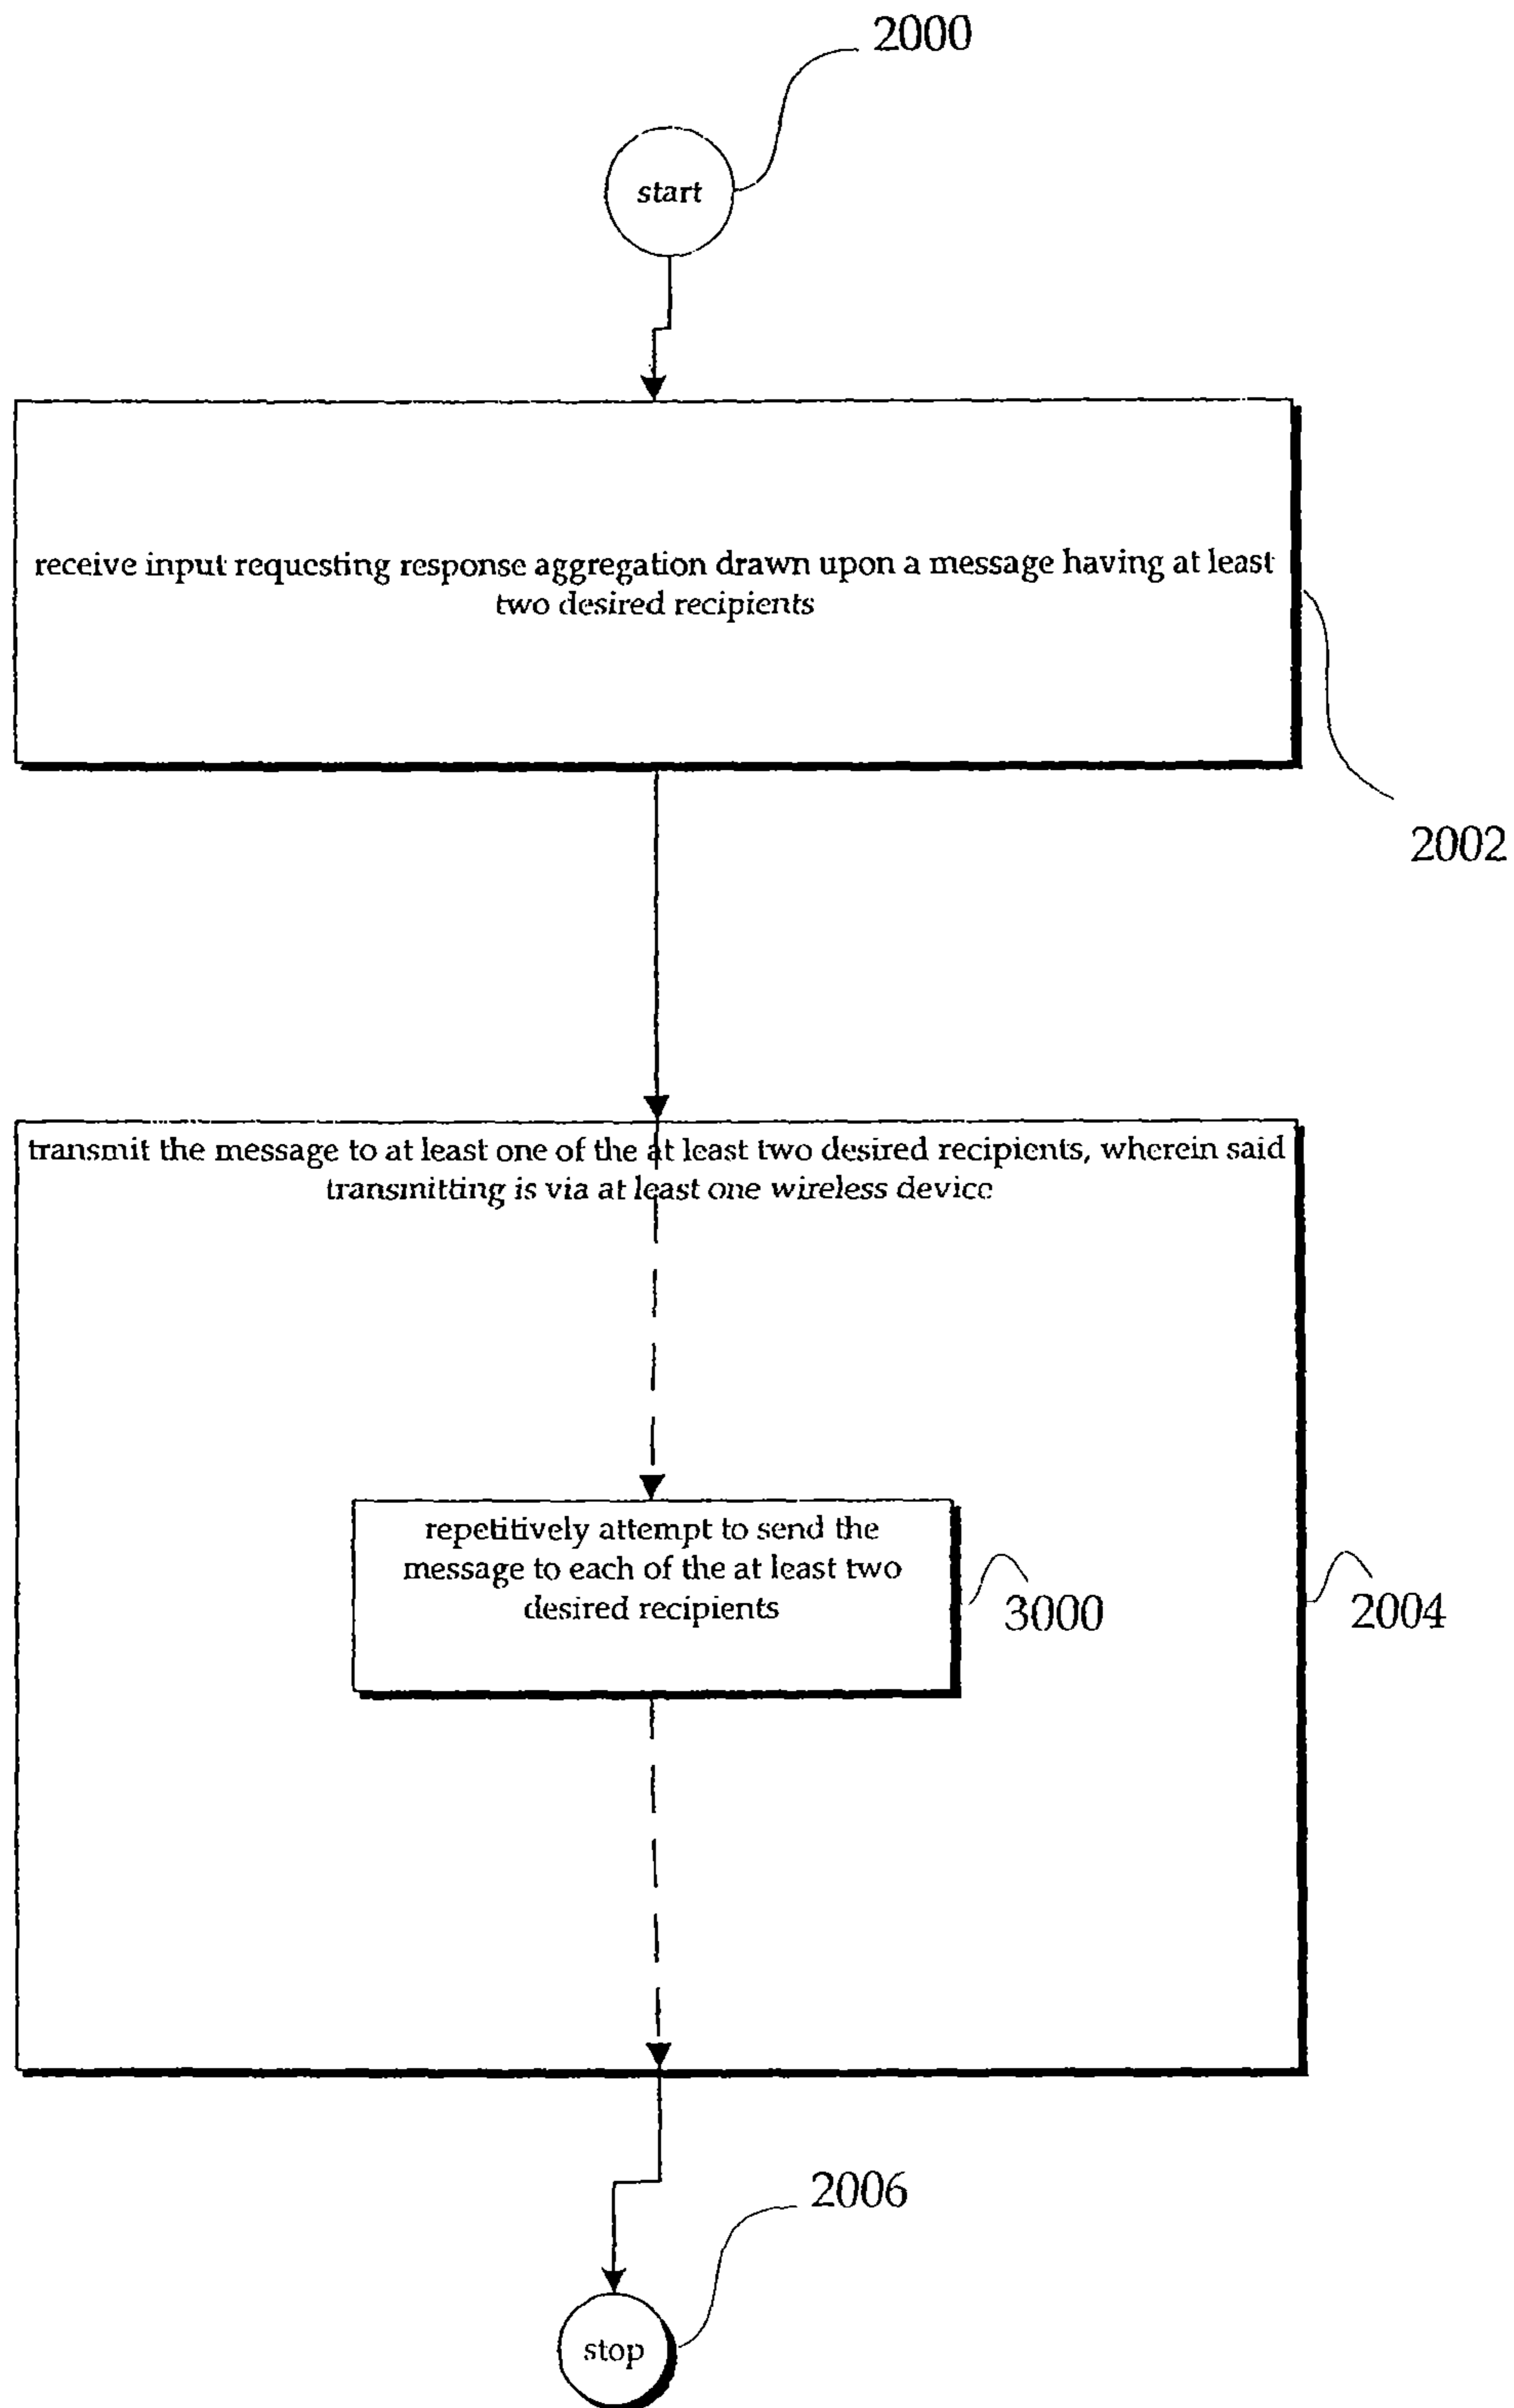 2000
start
receive input requesting response aggregation drawn upon a message having at least
two desired recipients
2002
transmit the message to at least one of the at least two desired recipients, wherein said
transmitting is via at least one wireless device
repetitively attempt to send the
message to each of the at least two
desired recipients
3000
2004
2006
stop